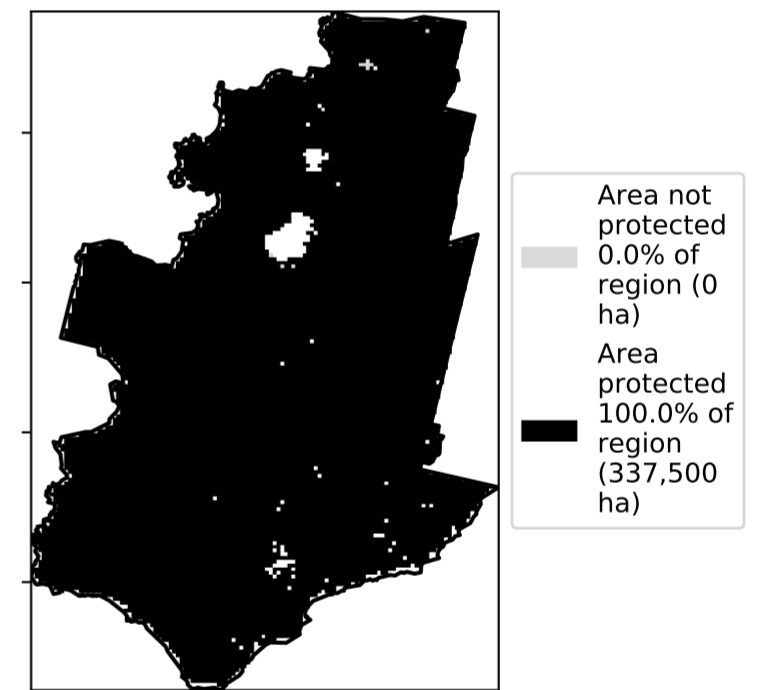 Area not
protected
0.0% of
region (0
ha)
Area
protected
100.0% of
region
(337,500
ha)